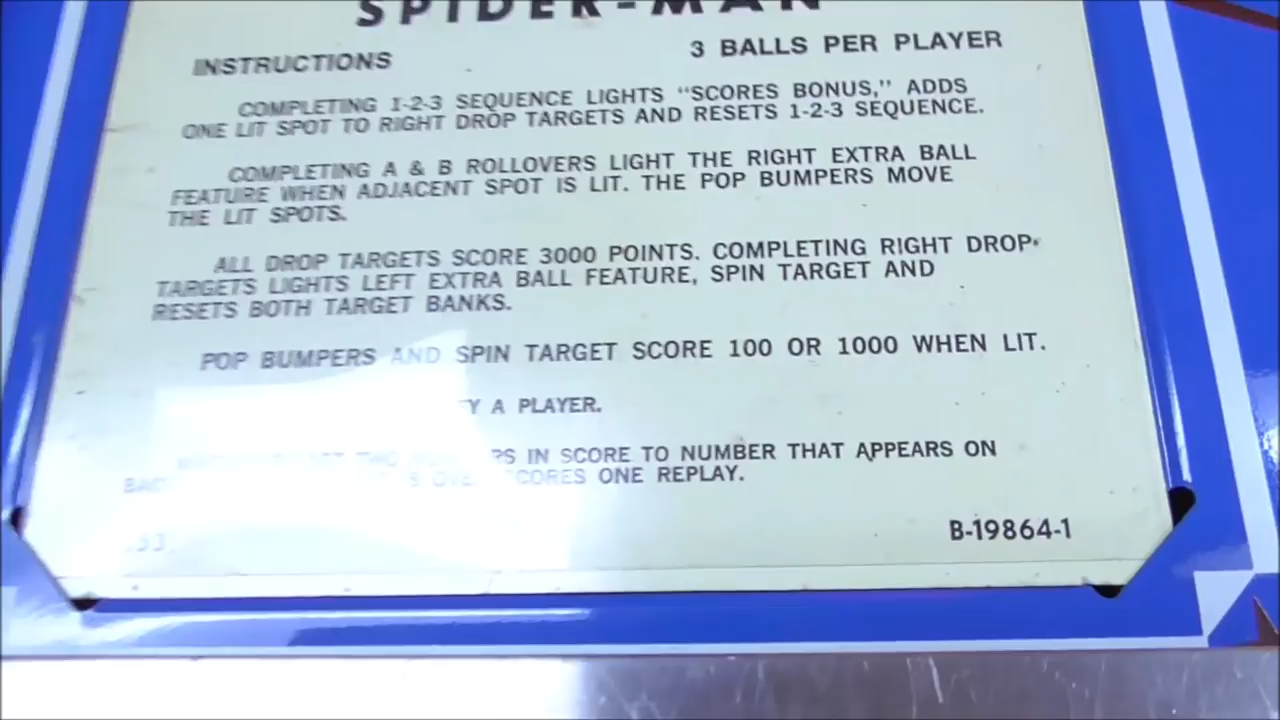 SPIDER-MAN
INSTRUCTIONS 3 BALLS PER PLAYER
COMPLETING 1-2-3 SEQUENCE LIGHTS "SCORES BONUS," ADDS
ONE LIT SPOT TO RIGHT DROP TARGETS AND RESETS 1-2-3 SEQUENCE.
COMPLETING A & B ROLLOVERS LIGHT THE RIGHT EXTRA BALL
FEATURE WHEN ADJACENT SPOT IS LIT. THE POP BUMPERS MOVE
THE LIT SPOTS.
ALL DROP TARGETS SCORE 3000 POINTS. COMPLETING RIGHT DROP
TARGETS LIGHTS LEFT EXTRA BALL FEATURE, SPIN TARGET AND
RESETS BOTH TARGET BANKS.
POP BUMPERS AND SPIN TARGET SCORE 100 OR 1000 WHEN LIT.
A PLAYER.
IN SCORE TO NUMBER THAT APPEARS ON
ONE REPLAY.
B-19864-1